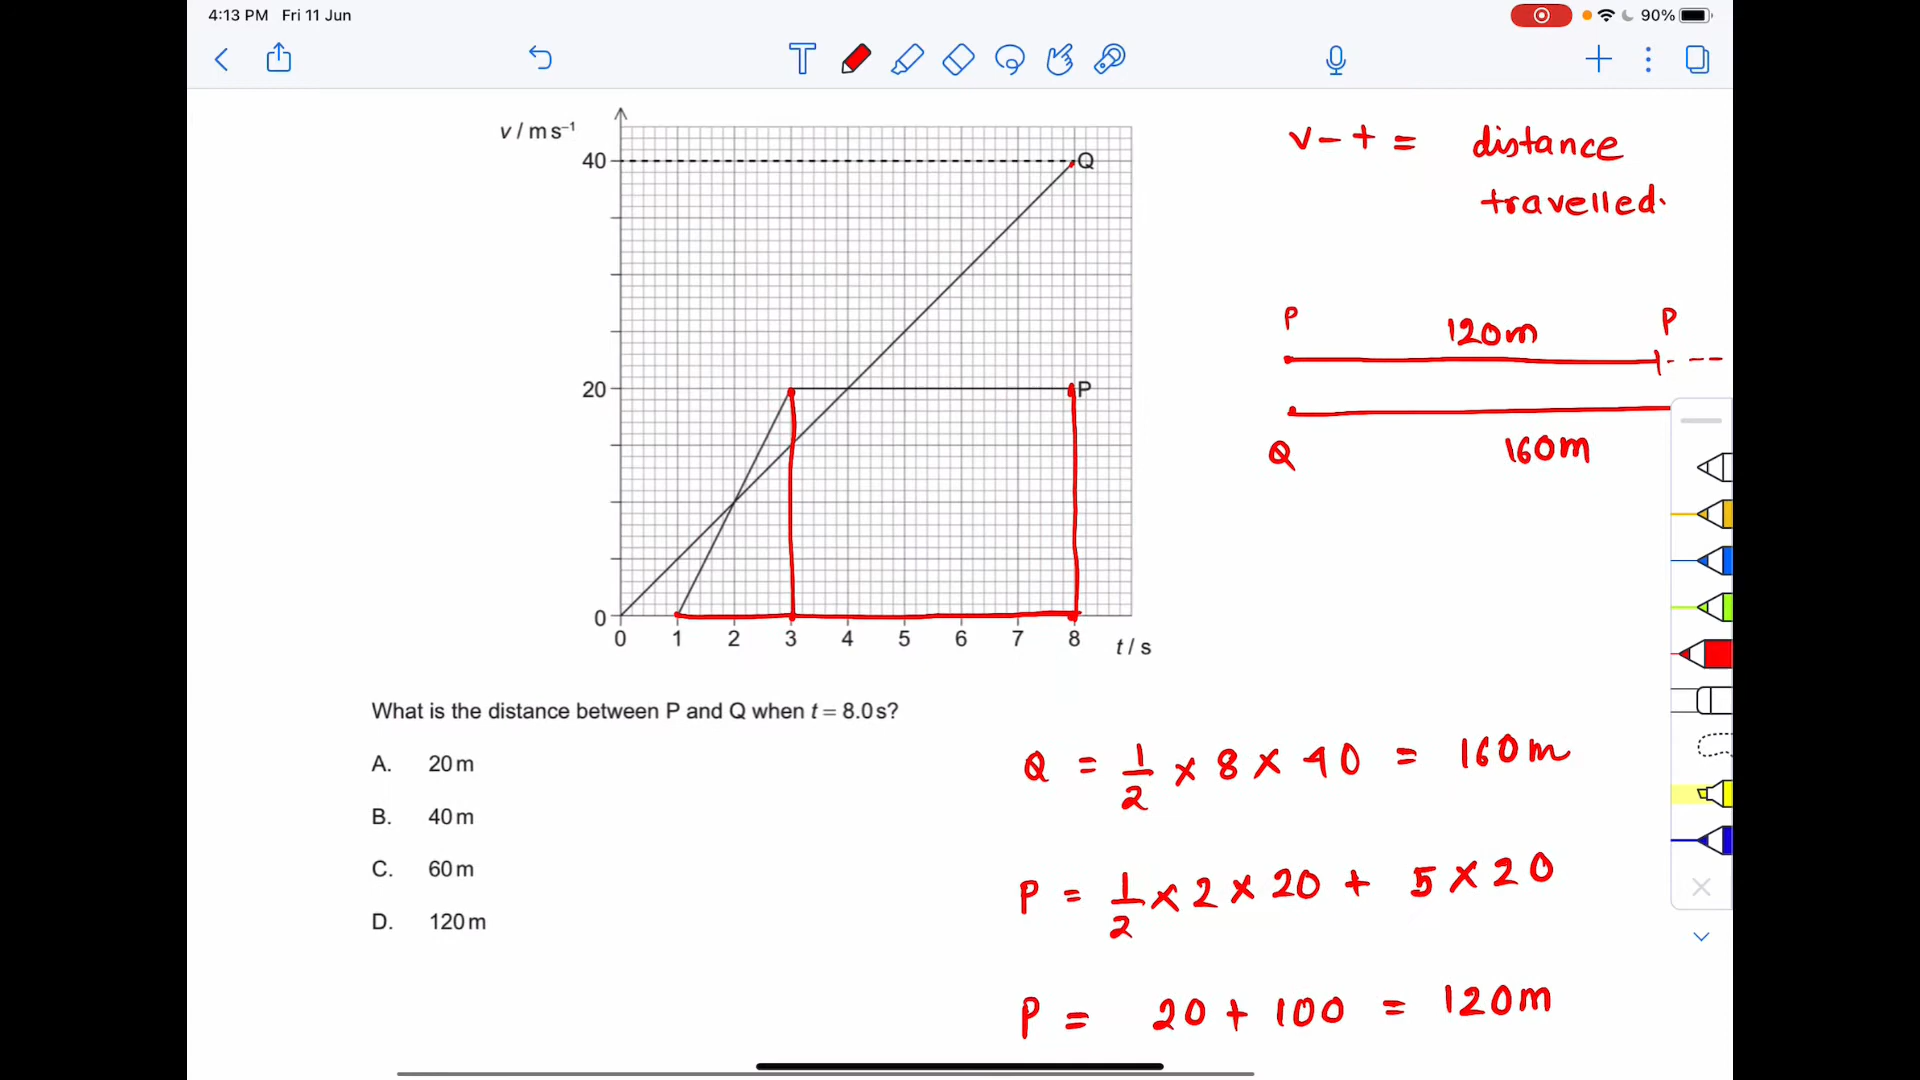 4:13 PM Fri 11 Jun
90%
T
v / m s⁻¹
40
Q
20
P
0
0 1 2 3 4 5 6 7 8
t / s
v - t = distance
travelled.
P
120m
P
Q
160m
What is the distance between P and Q when t = 8.0 s?
A. 20 m
B. 40 m
C. 60 m
D. 120 m
Q = 1/2 × 8 × 40 = 160m
P = 1/2 × 2 × 20 + 5 × 20
P = 20 + 100 = 120m